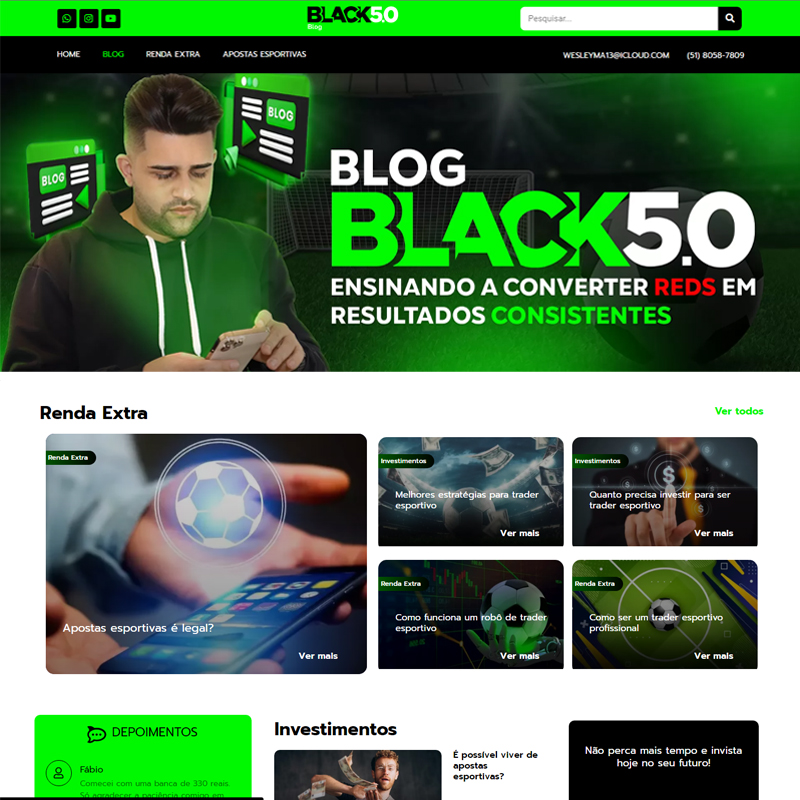 BLACK5.0
Blog
Pesquisar...
HOME
BLOG
RENDA EXTRA
APOSTAS ESPORTIVAS
WESLEYMA13@ICLOUD.COM
(51) 8058-7809
BLOG
BLOG
BLOG
BLACK5.0
ENSINANDO A CONVERTER REDS EM
RESULTADOS CONSISTENTES
Renda Extra
Ver todos
Renda Extra
Apostas esportivas é legal?
Ver mais
Investimentos
Melhores estratégias para trader
esportivo
Ver mais
Investimentos
Quanto precisa investir para ser
trader esportivo
Ver mais
Renda Extra
Como funciona um robô de trader
esportivo
Ver mais
Renda Extra
Como ser um trader esportivo
profissional
Ver mais
DEPOIMENTOS
Fábio
Comecei com uma banca de 330 reais.
Só agradecer a paciência comigo em
Investimentos
É possível viver de
apostas
esportivas?
Não perca mais tempo e invista
hoje no seu futuro!